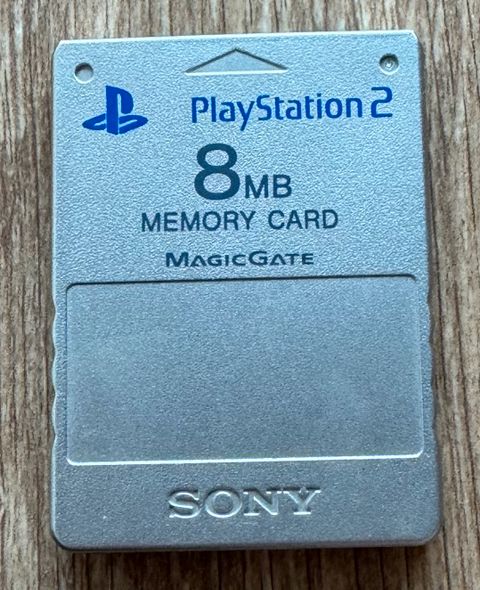 PlayStation 2
8MB
MEMORY CARD
MAGICGATE
SONY